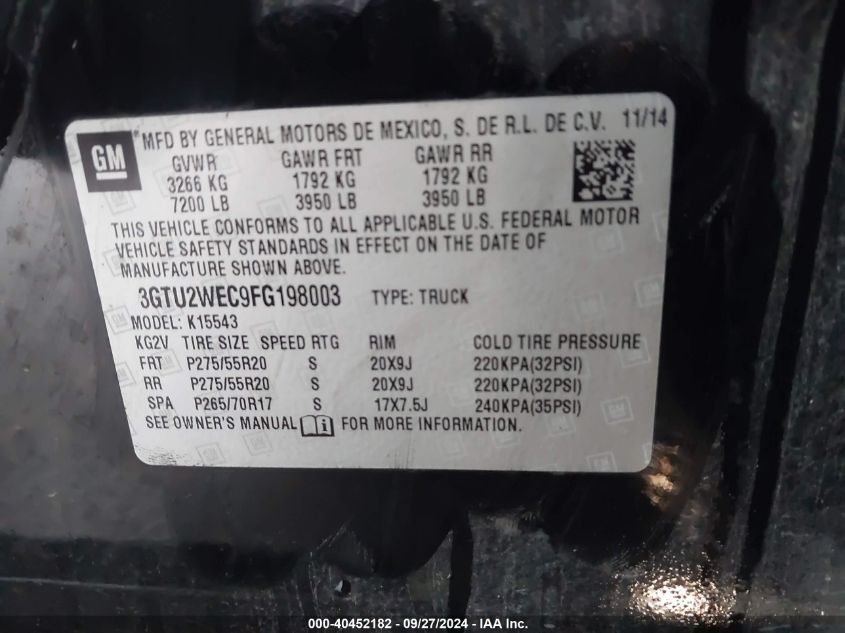 GM ® MFD BY GENERAL MOTORS DE MEXICO, S. DE R.L. DE C.V. 11/14
GVWR GAWR FRT GAWR RR
3266 KG 1792 KG 1792 KG
7200 LB 3950 LB 3950 LB
THIS VEHICLE CONFORMS TO ALL APPLICABLE U.S. FEDERAL MOTOR
VEHICLE SAFETY STANDARDS IN EFFECT ON THE DATE OF
MANUFACTURE SHOWN ABOVE.
3GTU2WEC9FG198003 TYPE: TRUCK
MODEL: K15543
KG2V TIRE SIZE SPEED RTG RIM COLD TIRE PRESSURE
FRT P275/55R20 S 20X9J 220KPA(32PSI)
RR P275/55R20 S 20X9J 220KPA(32PSI)
SPA P265/70R17 S 17X7.5J 240KPA(35PSI)
SEE OWNER'S MANUAL FOR MORE INFORMATION.
000-40452182 - 09/27/2024 - IAA Inc.